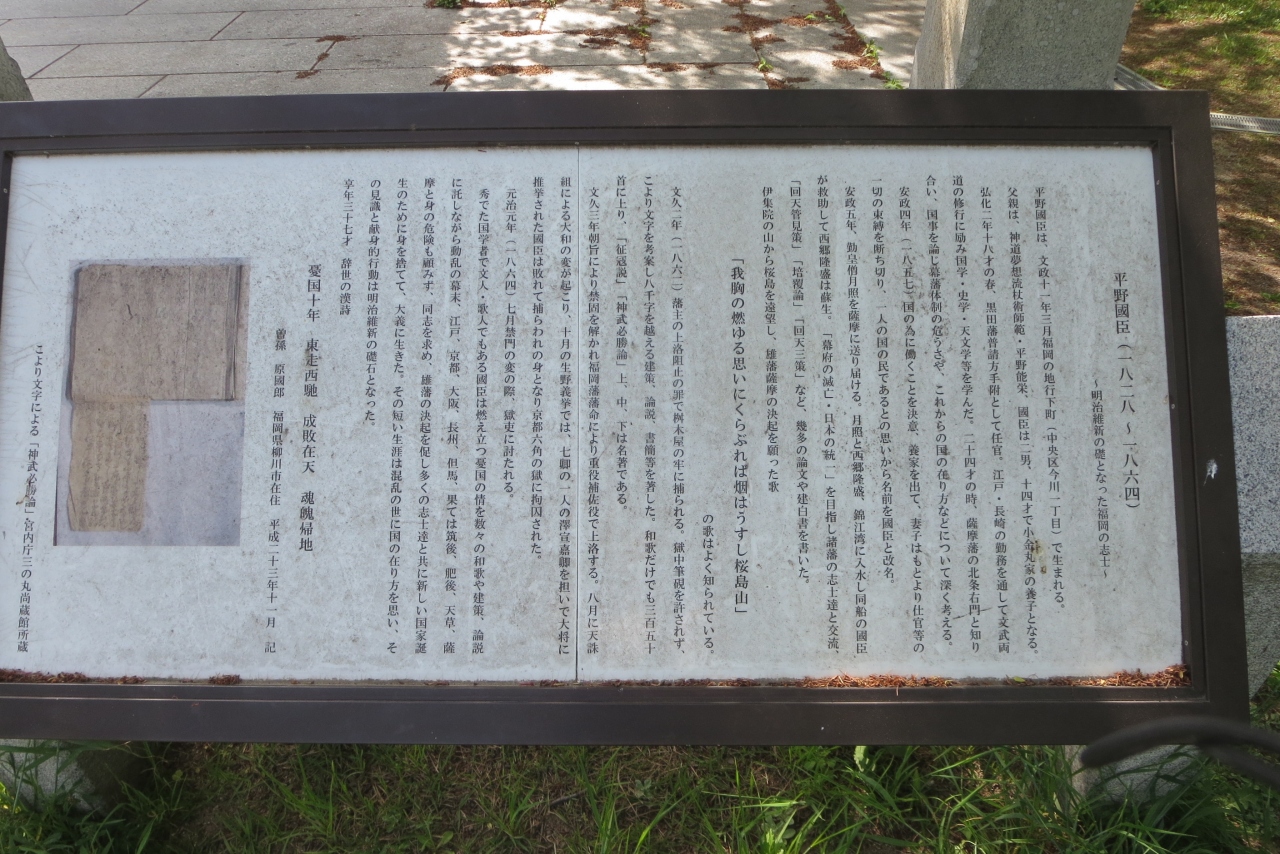 平野國臣（一八二八～一八六四）
～明治維新の礎となった福岡の志士～
平野國臣は、文政十一年三月福岡の地行下町（中央区今川一丁目）で生まれる。
父親は、神道夢想流杖術師範・平野能栄、國臣は二男、十四才で小金丸家の養子となる。
弘化二年十八才の春、黒田藩普請方手附として任官。江戸・長崎の勤務を通して文武両
道の修行に励み国学・史学・天文学等を学んだ。二十四才の時、薩摩藩の北条右門と知り
合い、国事を論じ幕藩体制の危うさや、これからの国の在り方などについて深く考える。
安政四年（一八五七）国の為に働くことを決意、養家を出て、妻子はもとより仕官等の
一切の束縛を断ち切り、一人の国の民であるとの思いから名前を國臣と改名。
安政五年、勤皇僧月照を薩摩に送り届ける。月照と西郷隆盛、錦江湾に入水し同船の國臣
が救助して西郷隆盛は蘇生。「幕府の滅亡・日本の統一」を目指し諸藩の志士達と交流、
「回天管見策」「培覆論」「回天三策」など、幾多の論文や建白書を書いた。
伊集院の山から桜島を遠望し、雄藩薩摩の決起を願った歌
「我胸の燃ゆる思いにくらぶれば烟はうすし桜島山」
の歌はよく知られている。
文久二年（一八六二）藩主の上洛阻止の罪で桝木屋の牢に捕られる。獄中筆硯を許されず、
こより文字を考案し八千字を越える建策、論説、書簡等を著した。和歌だけでも三百五十
首に上り、「征寇説」「神武必勝論」上、中、下は名著である。
文久三年朝旨により禁固を解かれ福岡藩藩命により重役補佐役で上洛する。八月に天誅
組による大和の変が起こり、十月の生野義挙では、七卿の一人の澤宣嘉卿を担いで大将に
推挙された國臣は敗れて捕らわれの身となり京都六角の獄に拘囚された。
元治元年（一八六四）七月禁門の変の際、獄吏に討たれる。
秀でた国学者で文人・歌人でもある國臣は燃え立つ憂国の情を数々の和歌や建策、論説
に託しながら動乱の幕末、江戸、京都、大阪、長州、但馬、果ては筑後、肥後、天草、薩
摩と身の危険も顧みず、同志を求め、雄藩の決起を促し多くの志士達と共に新しい国家誕
生のために身を捨てて、大義に生きた。その短い生涯は混乱の世に国の在り方を思い、そ
の見識と献身的行動は明治維新の礎石となった。
享年三十七才　辞世の漢詩
憂国十年　東走西馳　成敗在天　魂魄帰地
曽孫　原國郎　福岡県柳川市在住　平成二十三年十一月　記
こより文字による「神武必勝論」・宮内庁三の丸尚蔵館所蔵